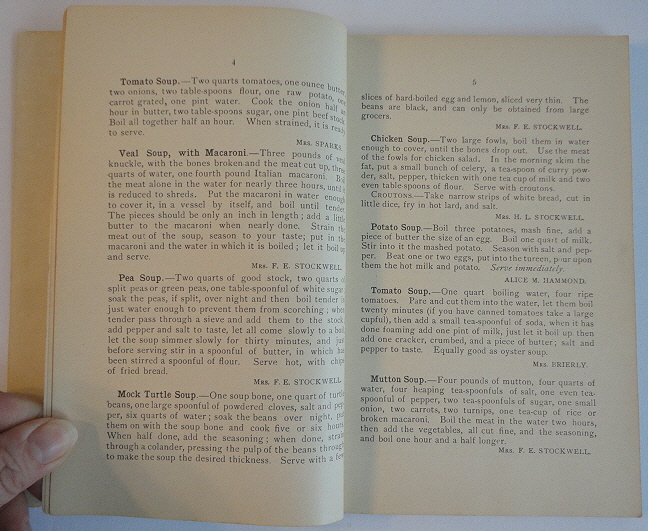 4
Tomato Soup.—Two quarts tomatoes, one ounce butter
two onions, two table-spoons flour, one raw potato, one
carrot grated, one pint water. Cook the onion half an
hour in butter, two tablespoons sugar, one pint beef stock.
Boil all together half an hour. When strained, it is ready
to serve.
Mrs. SPARKS.
Veal Soup, with Macaroni.—Three pounds of veal
knuckle, with the bones broken and the meat cut up, three
quarts of water, one fourth pound Italian macaroni. Boil
the meat alone in the water for nearly three hours, until it
is reduced to shreds. Put the macaroni in water enough
to cover it, in a vessel by itself, and boil until tender.
The pieces should be only an inch in length; add a little
butter to the macaroni when nearly done. Strain the
meat out of the soup, season to your taste; put in the
macaroni and the water in which it is boiled; let it boil up
and serve.
Mrs. F. E. STOCKWELL.
Pea Soup.—Two quarts of good stock, two quarts of
split peas or green peas, one table-spoonful of white sugar
soak the peas, if split, over night and then boil tender in
just water enough to prevent them from scorching; when
tender pass through a sieve and add them to the stock,
add pepper and salt to taste, let all come slowly to a boil
let the soup simmer slowly for thirty minutes, and just
before serving stir in a spoonful of butter, in which has
been stirred a spoonful of flour. Serve hot, with chips
of fried bread.
Mrs. F. E. STOCKWELL.
Mock Turtle Soup.—One soup bone, one quart of turtle
beans, one large spoonful of powdered cloves, salt and pep-
per, six quarts of water; soak the beans over night, put
them on with the soup bone and cook five or six hours.
When half done, add the seasoning; when done, strain
through a colander, pressing the pulp of the beans through
to make the soup the desired thickness. Serve with a few
5
slices of hard-boiled egg and lemon, sliced very thin. The
beans are black, and can only be obtained from large
grocers.
Mrs. F. E. STOCKWELL.
Chicken Soup.—Two large fowls, boil them in water
enough to cover, until the bones drop out. Use the meat
of the fowls for chicken salad. In the morning skim the
fat, put a small bunch of celery, a tea-spoon of curry pow-
der, salt, pepper, thicken with one tea cup of milk and two
even table-spoons of flour. Serve with croutons.
CROUTONS.—Take narrow strips of white bread, cut in
little dice, fry in hot lard, and salt.
Mrs. H. L. STOCKWELL.
Potato Soup.—Boil three potatoes, mash fine, add a
piece of butter the size of an egg. Boil one quart of milk.
Stir into it the mashed potato. Season with salt and pep-
per. Beat one or two eggs, put into the tureen, pour upon
them the hot milk and potato. Serve immediately.
ALICE M. HAMMOND.
Tomato Soup.—One quart boiling water, four ripe
tomatoes. Pare and cut them into the water, let them boil
twenty minutes (if you have canned tomatoes take a large
cupful), then add a small tea-spoonful of soda, when it has
done foaming add one pint of milk, just let it boil up, then
add one cracker, crumbed, and a piece of butter; salt and
pepper to taste. Equally good as oyster soup.
Mrs. BRIERLY.
Mutton Soup.—Four pounds of mutton, four quarts of
water, four heaping tea-spoonfuls of salt, one even tea-
spoonful of pepper, two tea-spoonfuls of sugar, one small
onion, two carrots, two turnips, one tea-cup of rice or
broken macaroni. Boil the meat in the water two hours,
then add the vegetables, all cut fine, and the seasoning,
and boil one hour and a half longer.
Mrs. F. E. STOCKWELL.